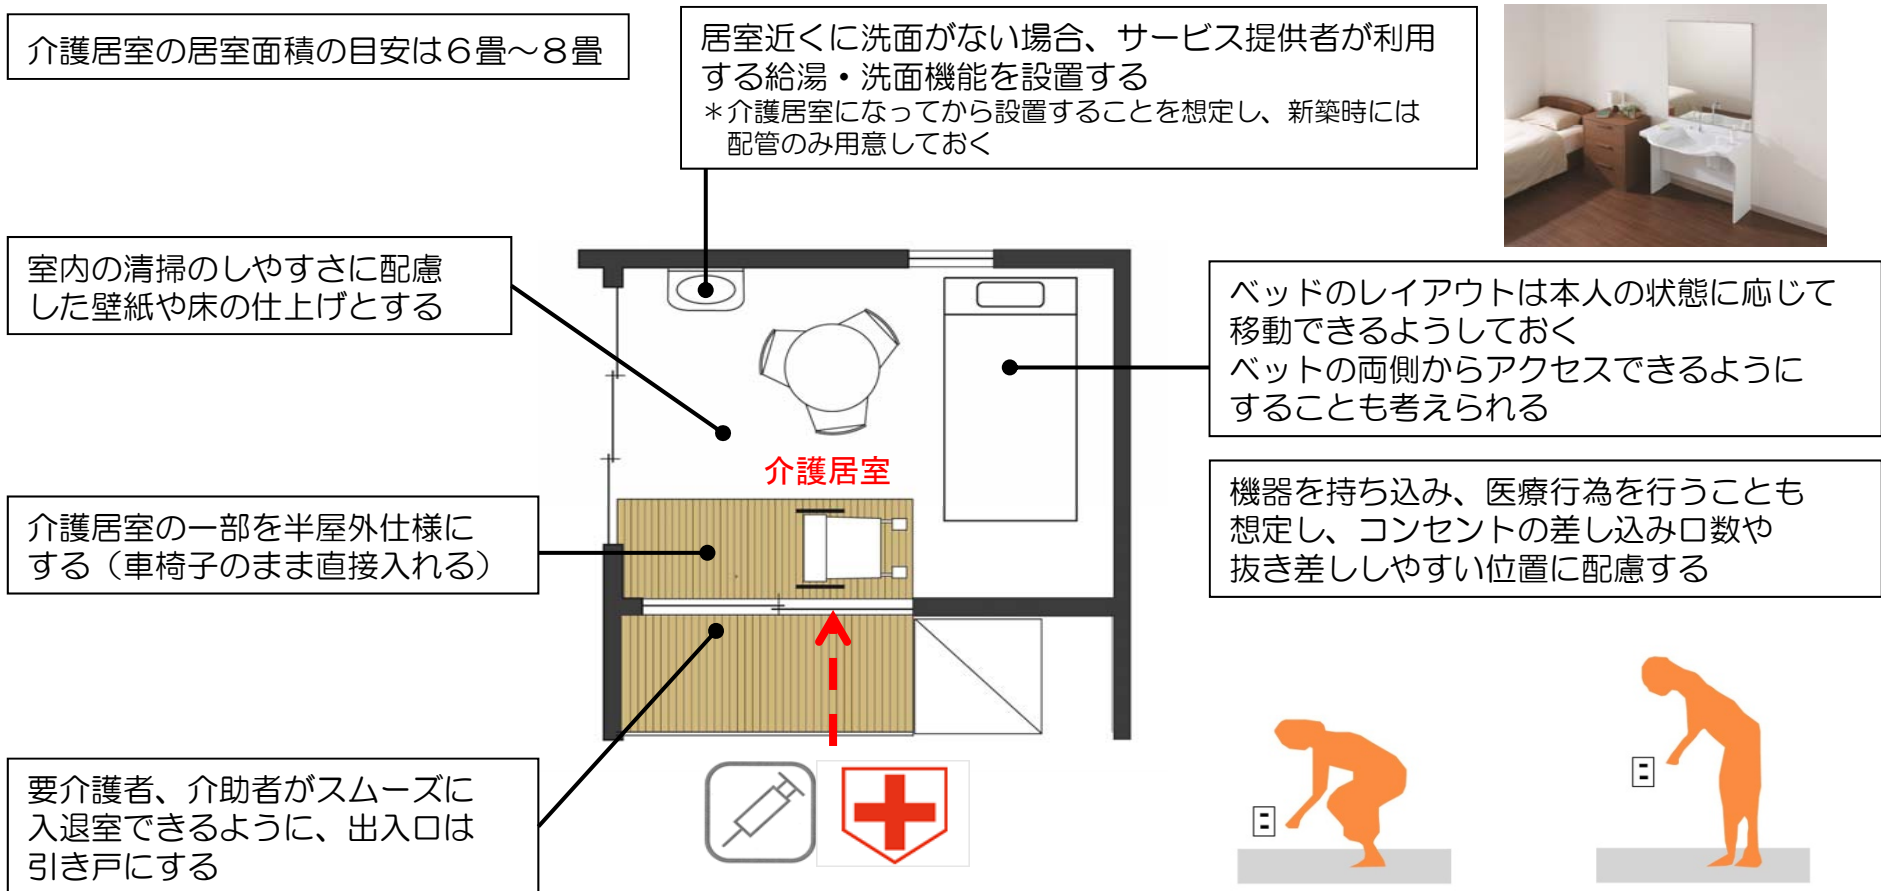 介護居室の居室面積の目安は６畳～８畳
居室近くに洗面がない場合、サービス提供者が利用
する給湯・洗面機能を設置する
＊介護居室になってから設置することを想定し、新築時には
配管のみ用意しておく
室内の清掃のしやすさに配慮
した壁紙や床の仕上げとする
ベッドのレイアウトは本人の状態に応じて
移動できるようしておく
ベットの両側からアクセスできるように
することも考えられる
介護居室
介護居室の一部を半屋外仕様に
する（車椅子のまま直接入れる）
機器を持ち込み、医療行為を行うことも
想定し、コンセントの差し込み口数や
抜き差ししやすい位置に配慮する
要介護者、介助者がスムーズに
入退室できるように、出入口は
引き戸にする